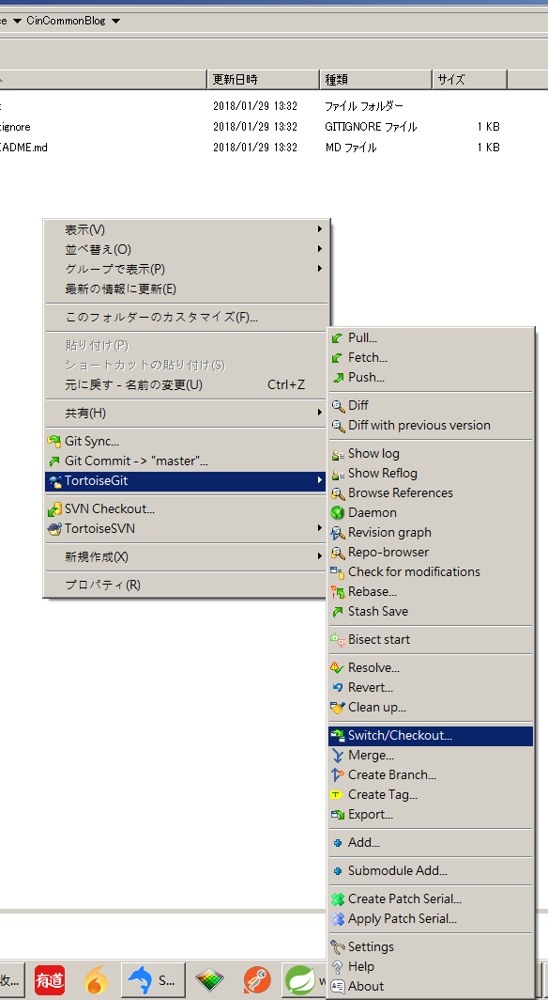 ce ▼ CinCommonBlog ▼
更新日時 種類 サイズ
2018/01/29 13:32 ファイル フォルダー
tignore 2018/01/29 13:32 GITIGNORE ファイル 1 KB
EADME.md 2018/01/29 13:32 MD ファイル 1 KB
表示(V)
並べ替え(O)
グループで表示(P)
最新の情報に更新(E)
このフォルダーのカスタマイズ(F)...
貼り付け(P)
ショートカットの貼り付け(S)
元に戻す - 名前の変更(U) Ctrl+Z
共有(H)
Git Sync...
Git Commit -> "master"...
TortoiseGit
SVN Checkout...
TortoiseSVN
新規作成(X)
プロパティ(R)
Pull...
Fetch...
Push...
Diff
Diff with previous version
Show log
Show Reflog
Browse References
Daemon
Revision graph
Repo-browser
Check for modifications
Rebase...
Stash Save
Bisect start
Resolve...
Revert...
Clean up...
Switch/Checkout...
Merge...
Create Branch...
Create Tag...
Export...
Add...
Submodule Add...
Create Patch Serial...
Apply Patch Serial...
Settings
Help
About
收...
有道
S...
w